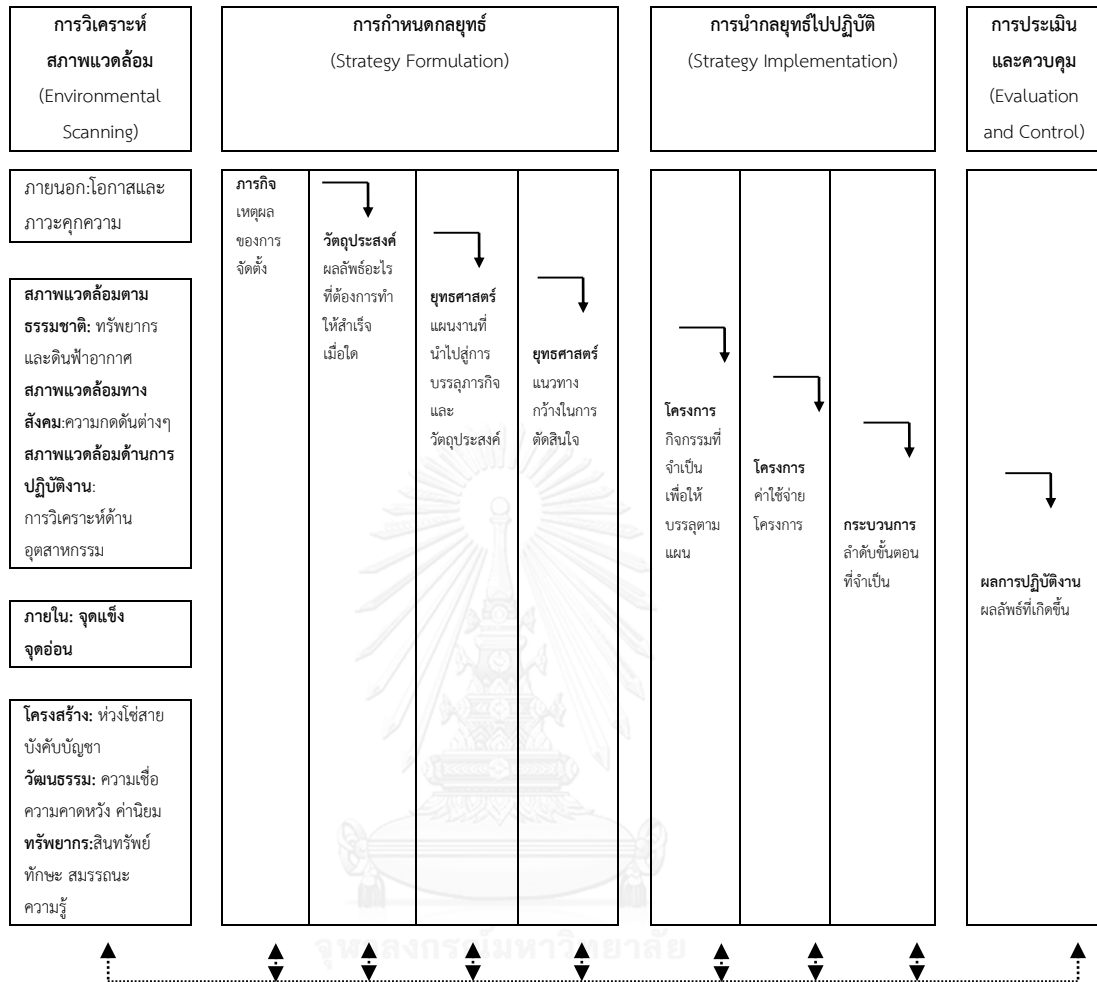 การวิเคราะห์
สภาพแวดล้อม
(Environmental
Scanning)
การกำหนดกลยุทธ์
(Strategy Formulation)
การนำกลยุทธ์ไปปฏิบัติ
(Strategy Implementation)
การประเมิน
และควบคุม
(Evaluation
and Control)
ภายนอก:โอกาสและ
ภาวะคุกความ
สภาพแวดล้อมตาม
ธรรมชาติ: ทรัพยากร
และดินฟ้าอากาศ
สภาพแวดล้อมทาง
สังคม:ความกดดันต่างๆ
สภาพแวดล้อมด้านการ
ปฏิบัติงาน:
การวิเคราะห์ด้าน
อุตสาหกรรม
ภายใน: จุดแข็ง
จุดอ่อน
โครงสร้าง: ห่วงโซ่สาย
บังคับบัญชา
วัฒนธรรม: ความเชื่อ
ความคาดหวัง ค่านิยม
ทรัพยากร:สินทรัพย์
ทักษะ สมรรถนะ
ความรู้
ภารกิจ
เหตุผล
ของการ
จัดตั้ง
วัตถุประสงค์
ผลลัพธ์อะไร
ที่ต้องการทำ
ให้สำเร็จ
เมื่อใด
ยุทธศาสตร์
แผนงานที่
นำไปสู่การ
บรรลุภารกิจ
และ
วัตถุประสงค์
ยุทธศาสตร์
แนวทาง
กว้างในการ
ตัดสินใจ
โครงการ
กิจกรรมที่
จำเป็น
เพื่อให้
บรรลุตาม
แผน
โครงการ
ค่าใช้จ่าย
โครงการ
กระบวนการ
ลำดับขั้นตอน
ที่จำเป็น
ผลการปฏิบัติงาน
ผลลัพธ์ที่เกิดขึ้น
จุฬาลงกรณ์มหาวิทยาลัย